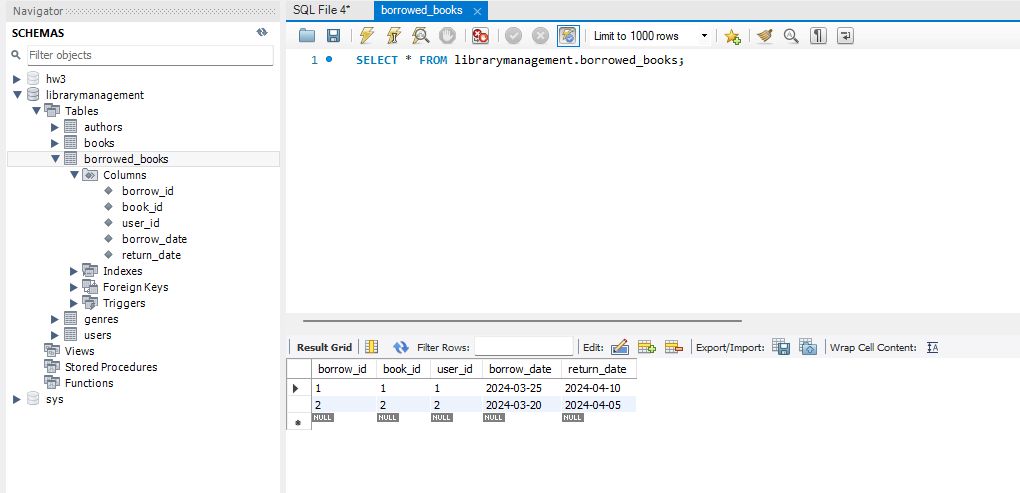 Navigator
SCHEMAS
Filter objects
hw3
librarymanagement
Tables
authors
books
borrowed_books
Columns
borrow_id
book_id
user_id
borrow_date
return_date
Indexes
Foreign Keys
Triggers
genres
users
Views
Stored Procedures
Functions
sys
SQL File 4* borrowed_books
Limit to 1000 rows
1 SELECT * FROM librarymanagement.borrowed_books;
Result Grid Filter Rows: Edit: Export/Import: Wrap Cell Content:
borrow_id book_id user_id borrow_date return_date
1 1 1 2024-03-25 2024-04-10
2 2 2 2024-03-20 2024-04-05
NULL NULL NULL NULL NULL